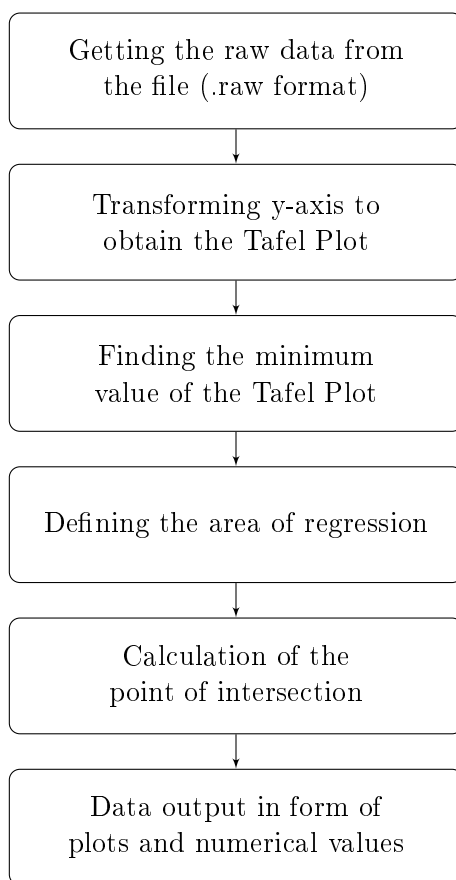 Getting the raw data from
the file (.raw format)
Transforming y-axis to
obtain the Tafel Plot
Finding the minimum
value of the Tafel Plot
Defining the area of regression
Calculation of the
point of intersection
Data output in form of
plots and numerical values